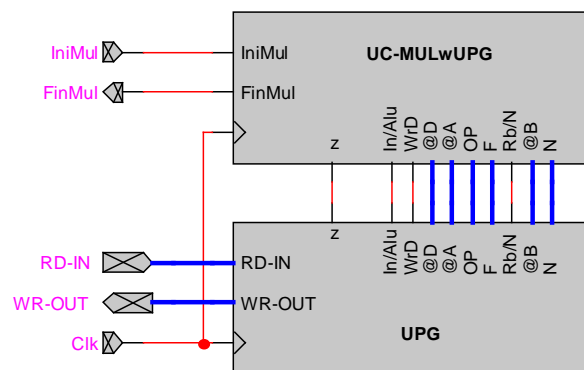 IniMul IniMul UC-MULwUPG
FinMul FinMul
z In/Alu WrD @D @A OP F Rb/N @B N
z In/Alu WrD @D @A OP F Rb/N @B N
RD-IN RD-IN
WR-OUT WR-OUT
Clk UPG